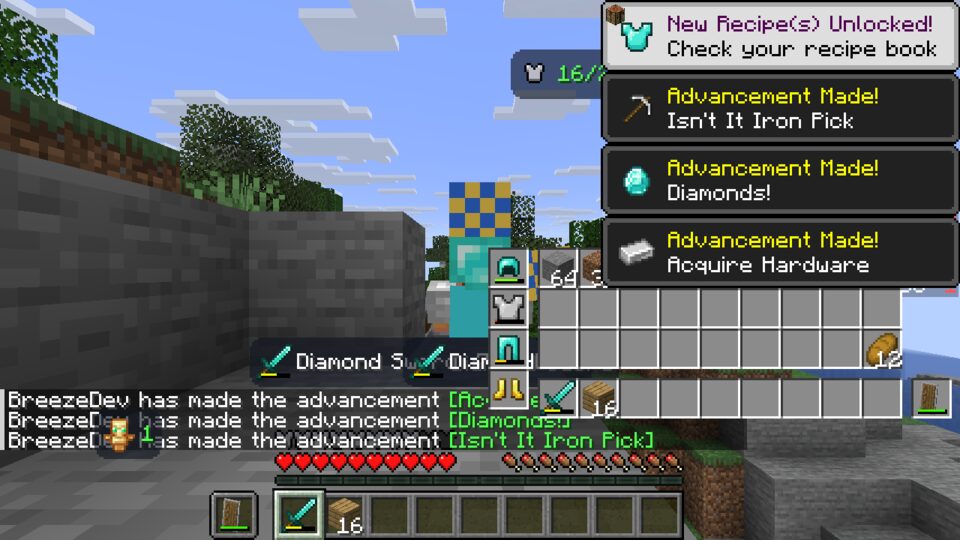 New Recipe(s) Unlocked!
Check your recipe book
16/
Advancement Made!
Isn't It Iron Pick
Advancement Made!
Diamonds!
Advancement Made!
Acquire Hardware
64
12
Diamond
BreezeDev has made the advancement
BreezeDev has made the advancement [Diamonds!]
has made the advancement [Isn't It Iron Pick]
16
1
16